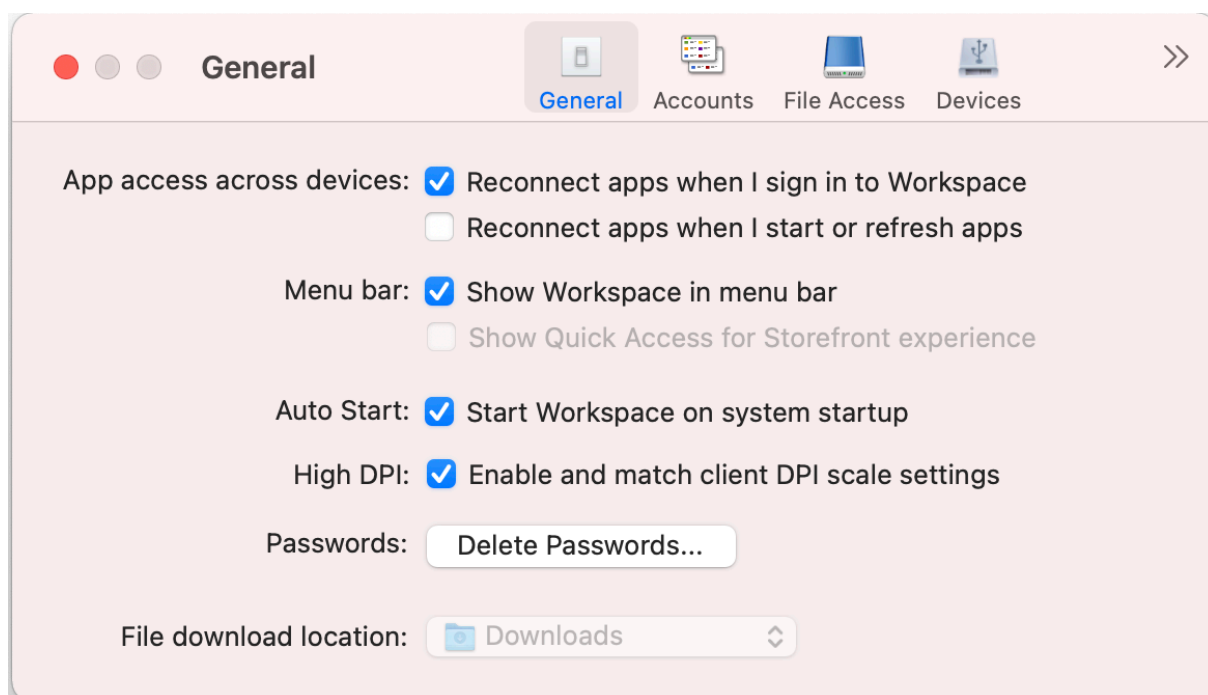 General
General Accounts File Access Devices
App access across devices: Reconnect apps when I sign in to Workspace
Reconnect apps when I start or refresh apps
Menu bar: Show Workspace in menu bar
Show Quick Access for Storefront experience
Auto Start: Start Workspace on system startup
High DPI: Enable and match client DPI scale settings
Passwords: Delete Passwords...
File download location: Downloads